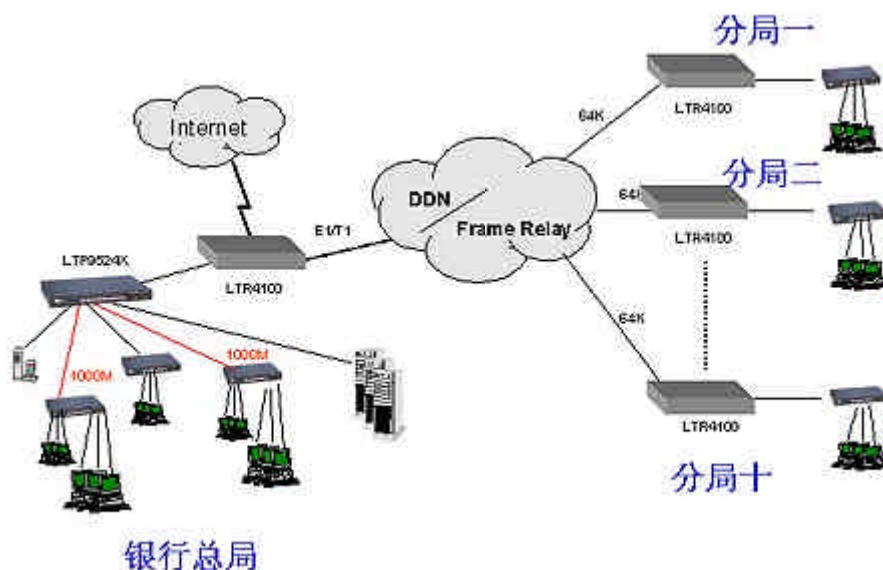 分局一
LTR4100
64K
Internet
DDN
Frame Relay
分局二
64K
LTR4100
E1/T1
LTP9524X
LTR4100
64K
1000M
1000M
LTR4100
分局十
银行总局